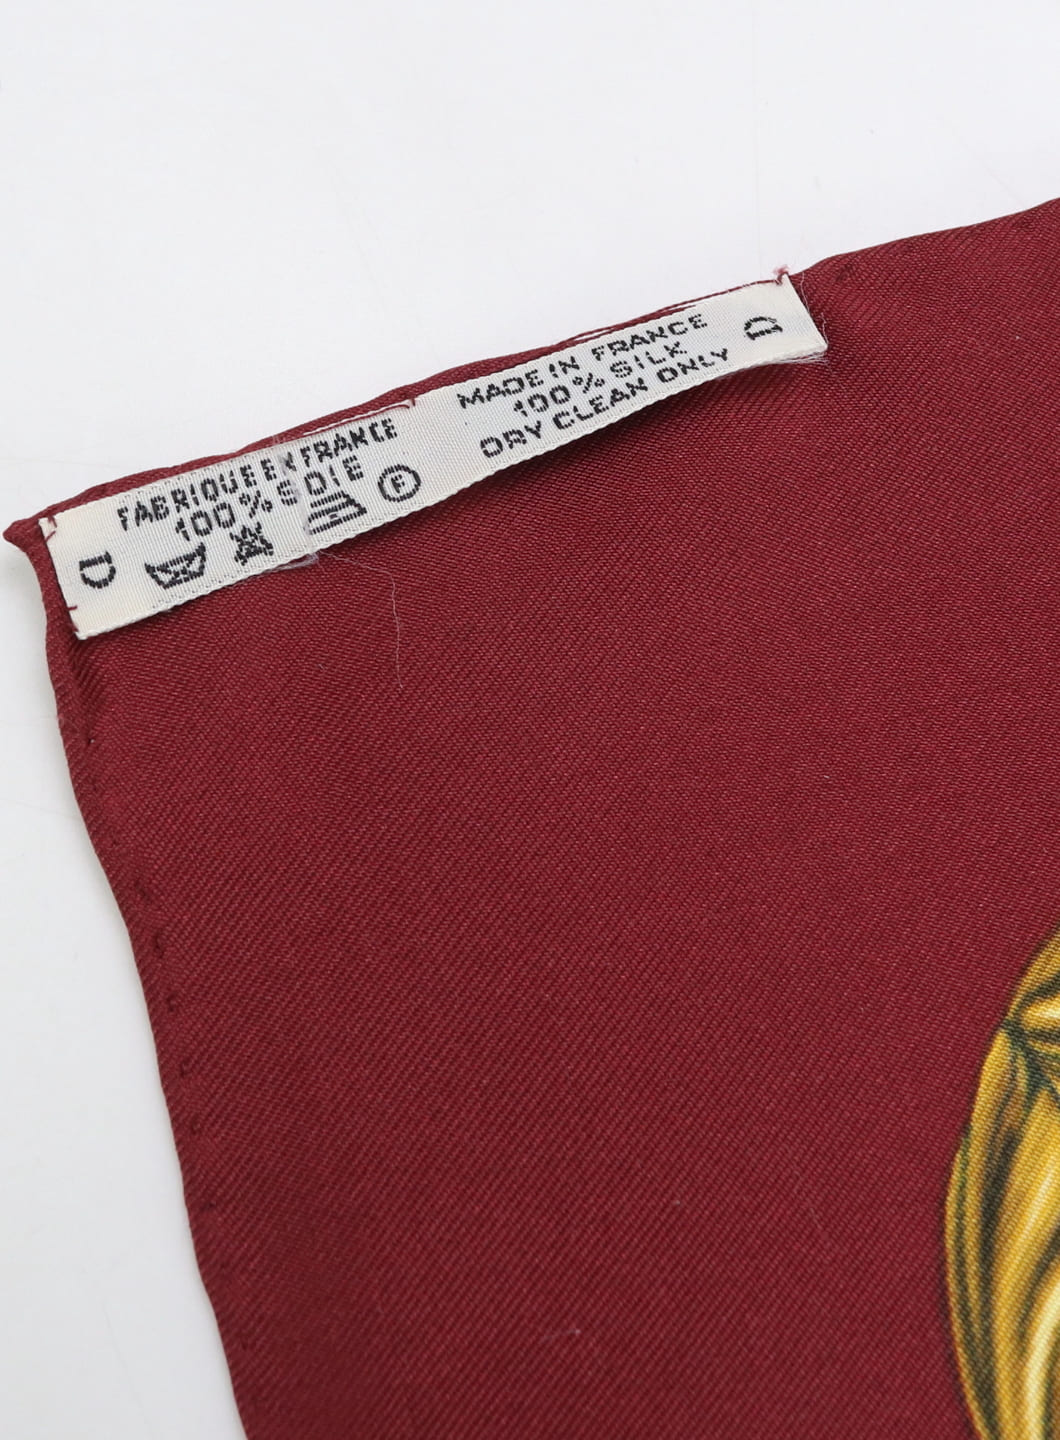 FABRIQUE EN FRANCE
100% SOIE
D
F
MADE IN FRANCE
100% SILK
DRY CLEAN ONLY
D